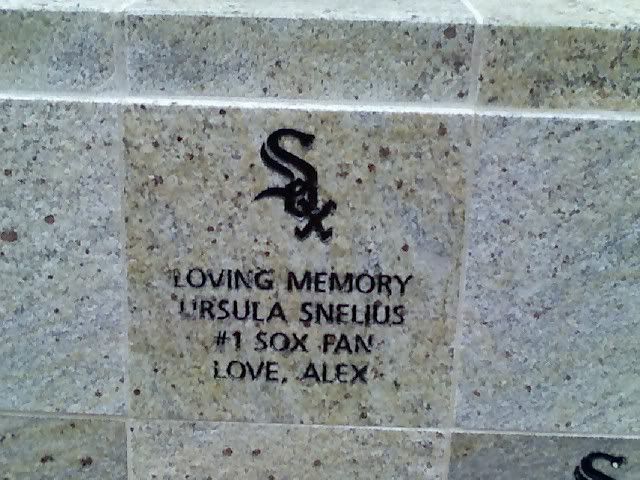 Sox
LOVING MEMORY
URSULA SNELIUS
#1 SOX FAN
LOVE, ALEX
S